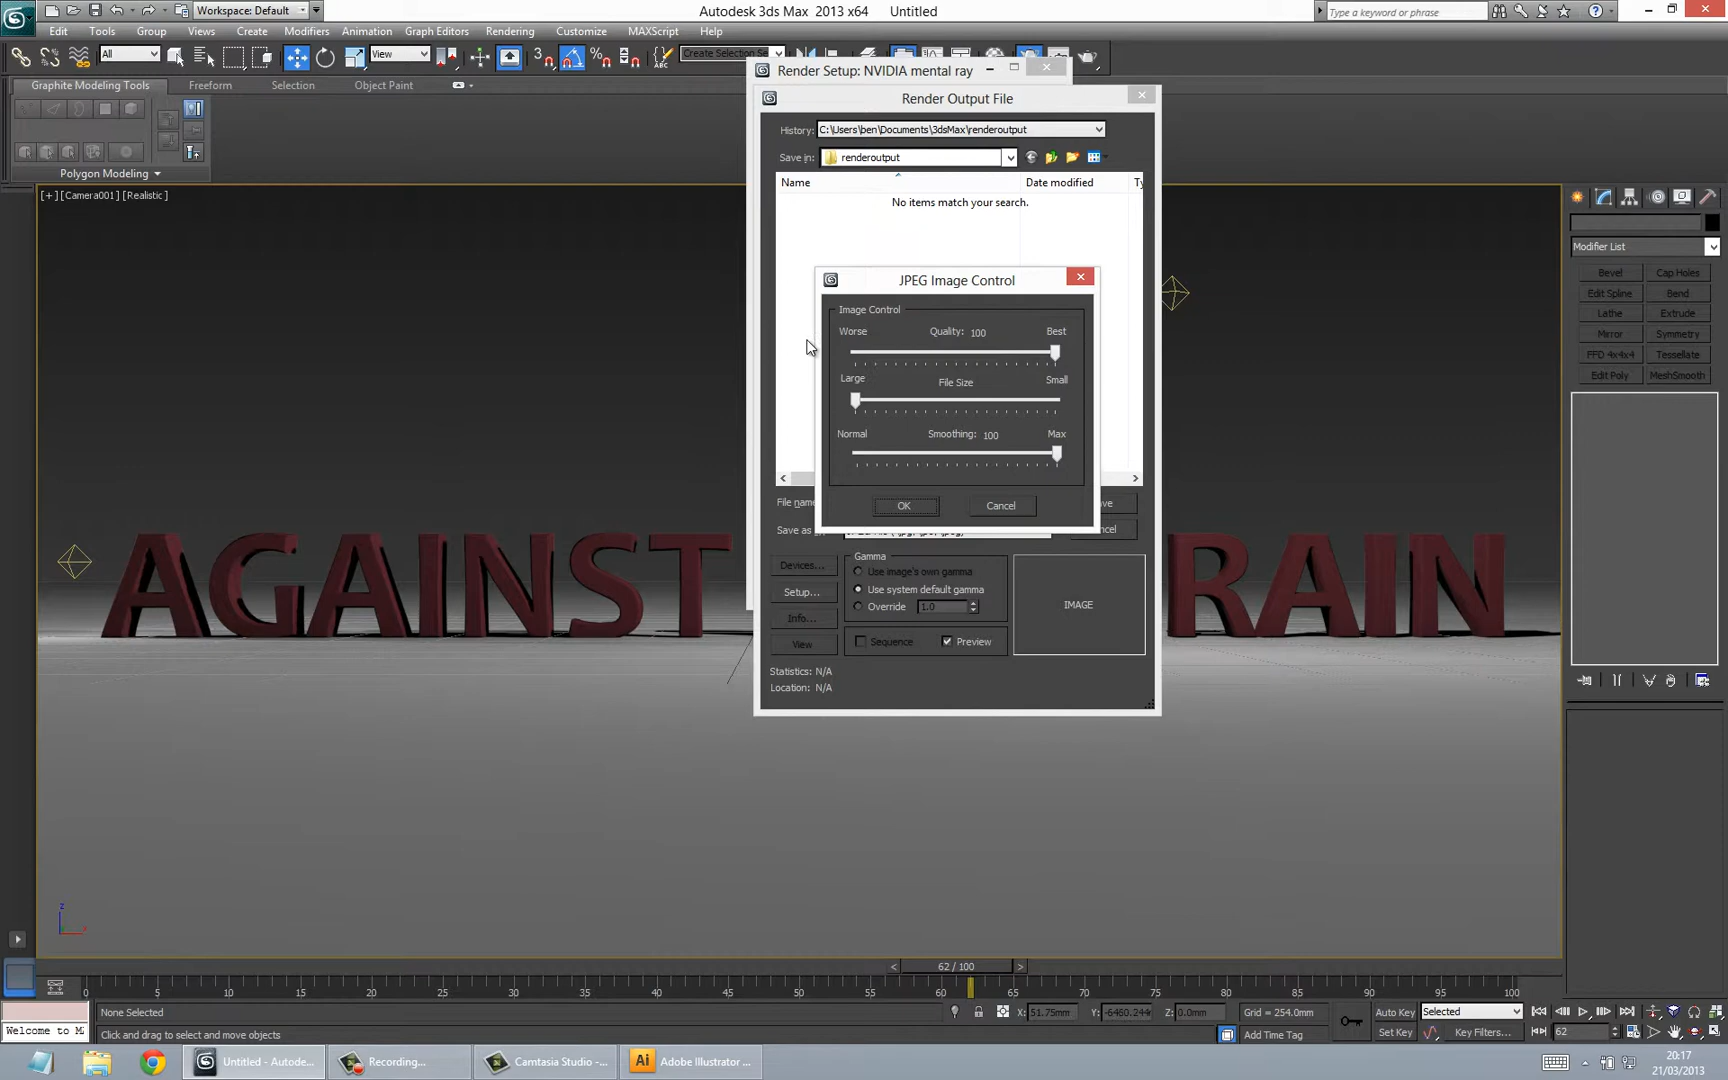 Workspace: Default
Autodesk 3ds Max 2013 x64 Untitled
Type a keyword or phrase
Edit Tools Group Views Create Modifiers Animation Graph Editors Rendering Customize MAXScript Help
All
View
Create Selection Se
Graphite Modeling Tools Freeform Selection Object Paint
Polygon Modeling
[+] [Camera001] [Realistic]
Render Setup: NVIDIA mental ray
Render Output File
History: C:\Users\ben\Documents\3dsMax\renderoutput
Save in: renderoutput
Name Date modified Ty
No items match your search.
JPEG Image Control
Image Control
Worse Quality: 100 Best
Large File Size Small
Normal Smoothing: 100 Max
OK Cancel
File name
Save as
Devices...
Setup...
Info...
View
Gamma
Use image's own gamma
Use system default gamma
Override 1.0
Sequence Preview
IMAGE
Statistics: N/A
Location: N/A
AGAINST RAIN
Modifier List
Bevel Cap Holes
Edit Spline Bend
Lathe Extrude
Mirror Symmetry
FFD 4x4x4 Tessellate
Edit Poly MeshSmooth
z
x
62 / 100
0 5 10 15 20 25 30 35 40 45 50 55 60 65 70 75 80 85 90 95 100
None Selected
X: 51.75mm Y: -6460.244m Z: 0.0mm Grid = 254.0mm
Auto Key Selected
Welcome to M
Click and drag to select and move objects
Add Time Tag
Set Key Key Filters...
62
Untitled - Autode...
Recording...
Camtasia Studio -...
Ai Adobe Illustrator ...
20:17
21/03/2013